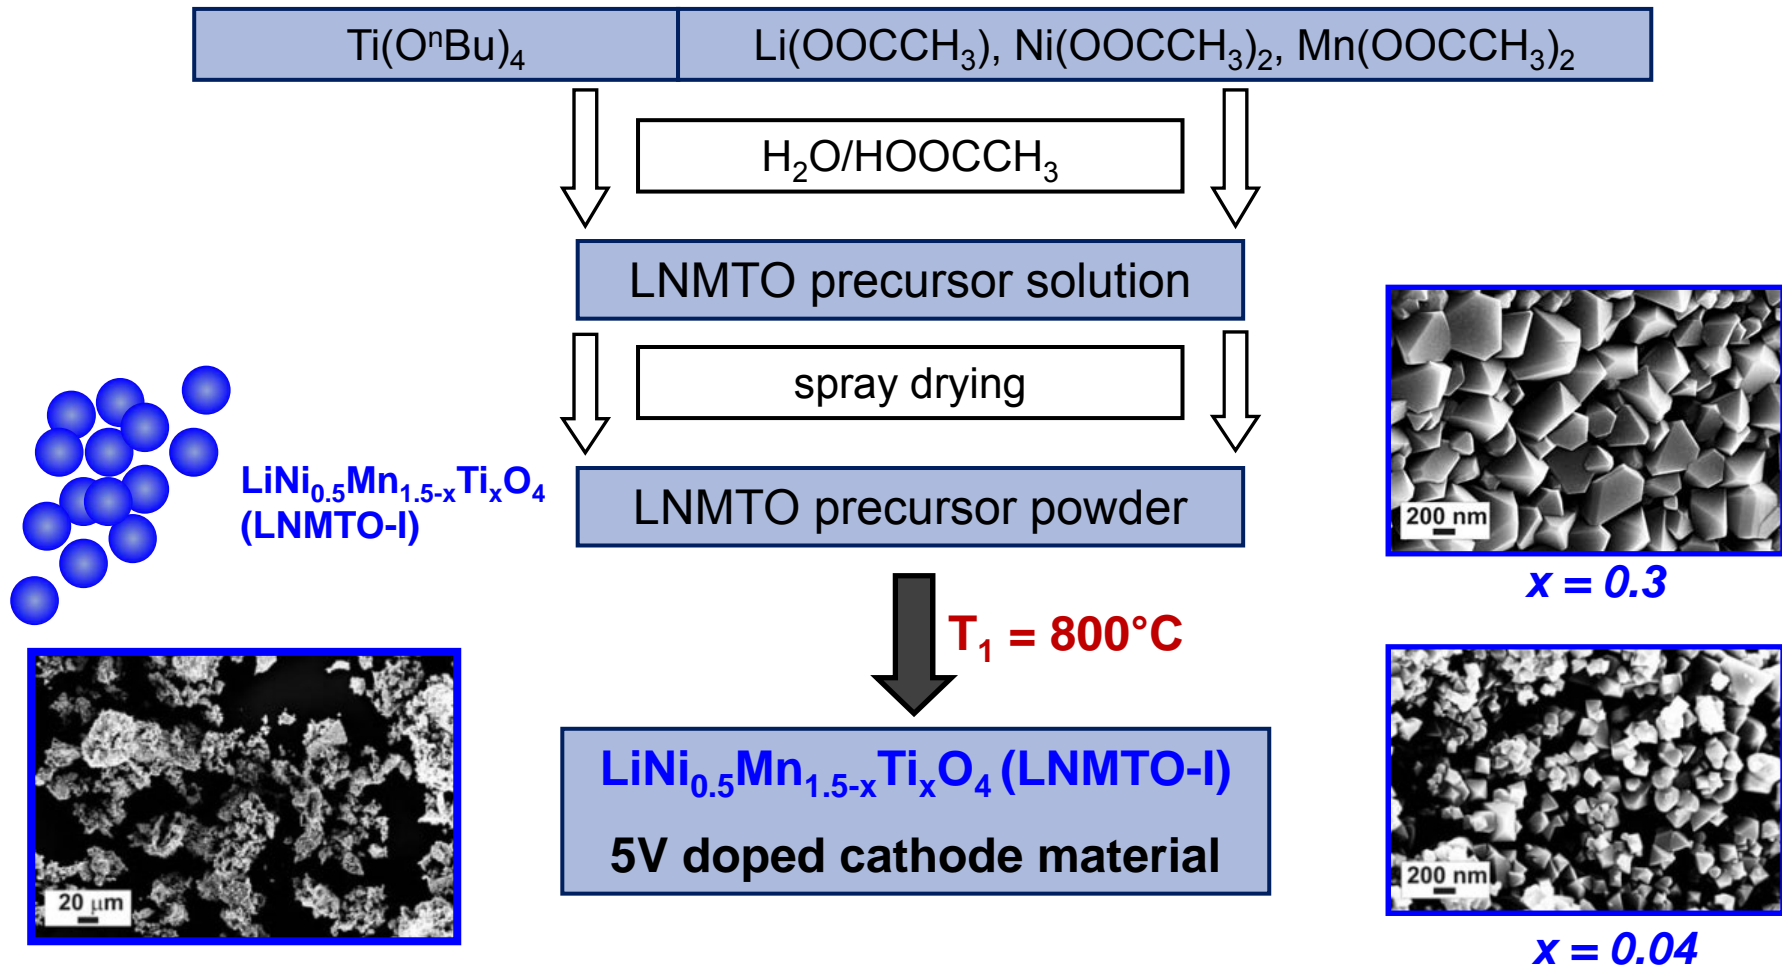 Ti(OⁿBu)₄
Li(OOCCH₃), Ni(OOCCH₃)₂, Mn(OOCCH₃)₂
H₂O/HOOCCH₃
LNMTO precursor solution
spray drying
LiNi₀.₅Mn₁.₅₋ₓTiₓO₄
(LNMTO-I)
LNMTO precursor powder
200 nm
x = 0.3
T₁ = 800°C
LiNi₀.₅Mn₁.₅₋ₓTiₓO₄ (LNMTO-I)
5V doped cathode material
20 μm
200 nm
x = 0.04